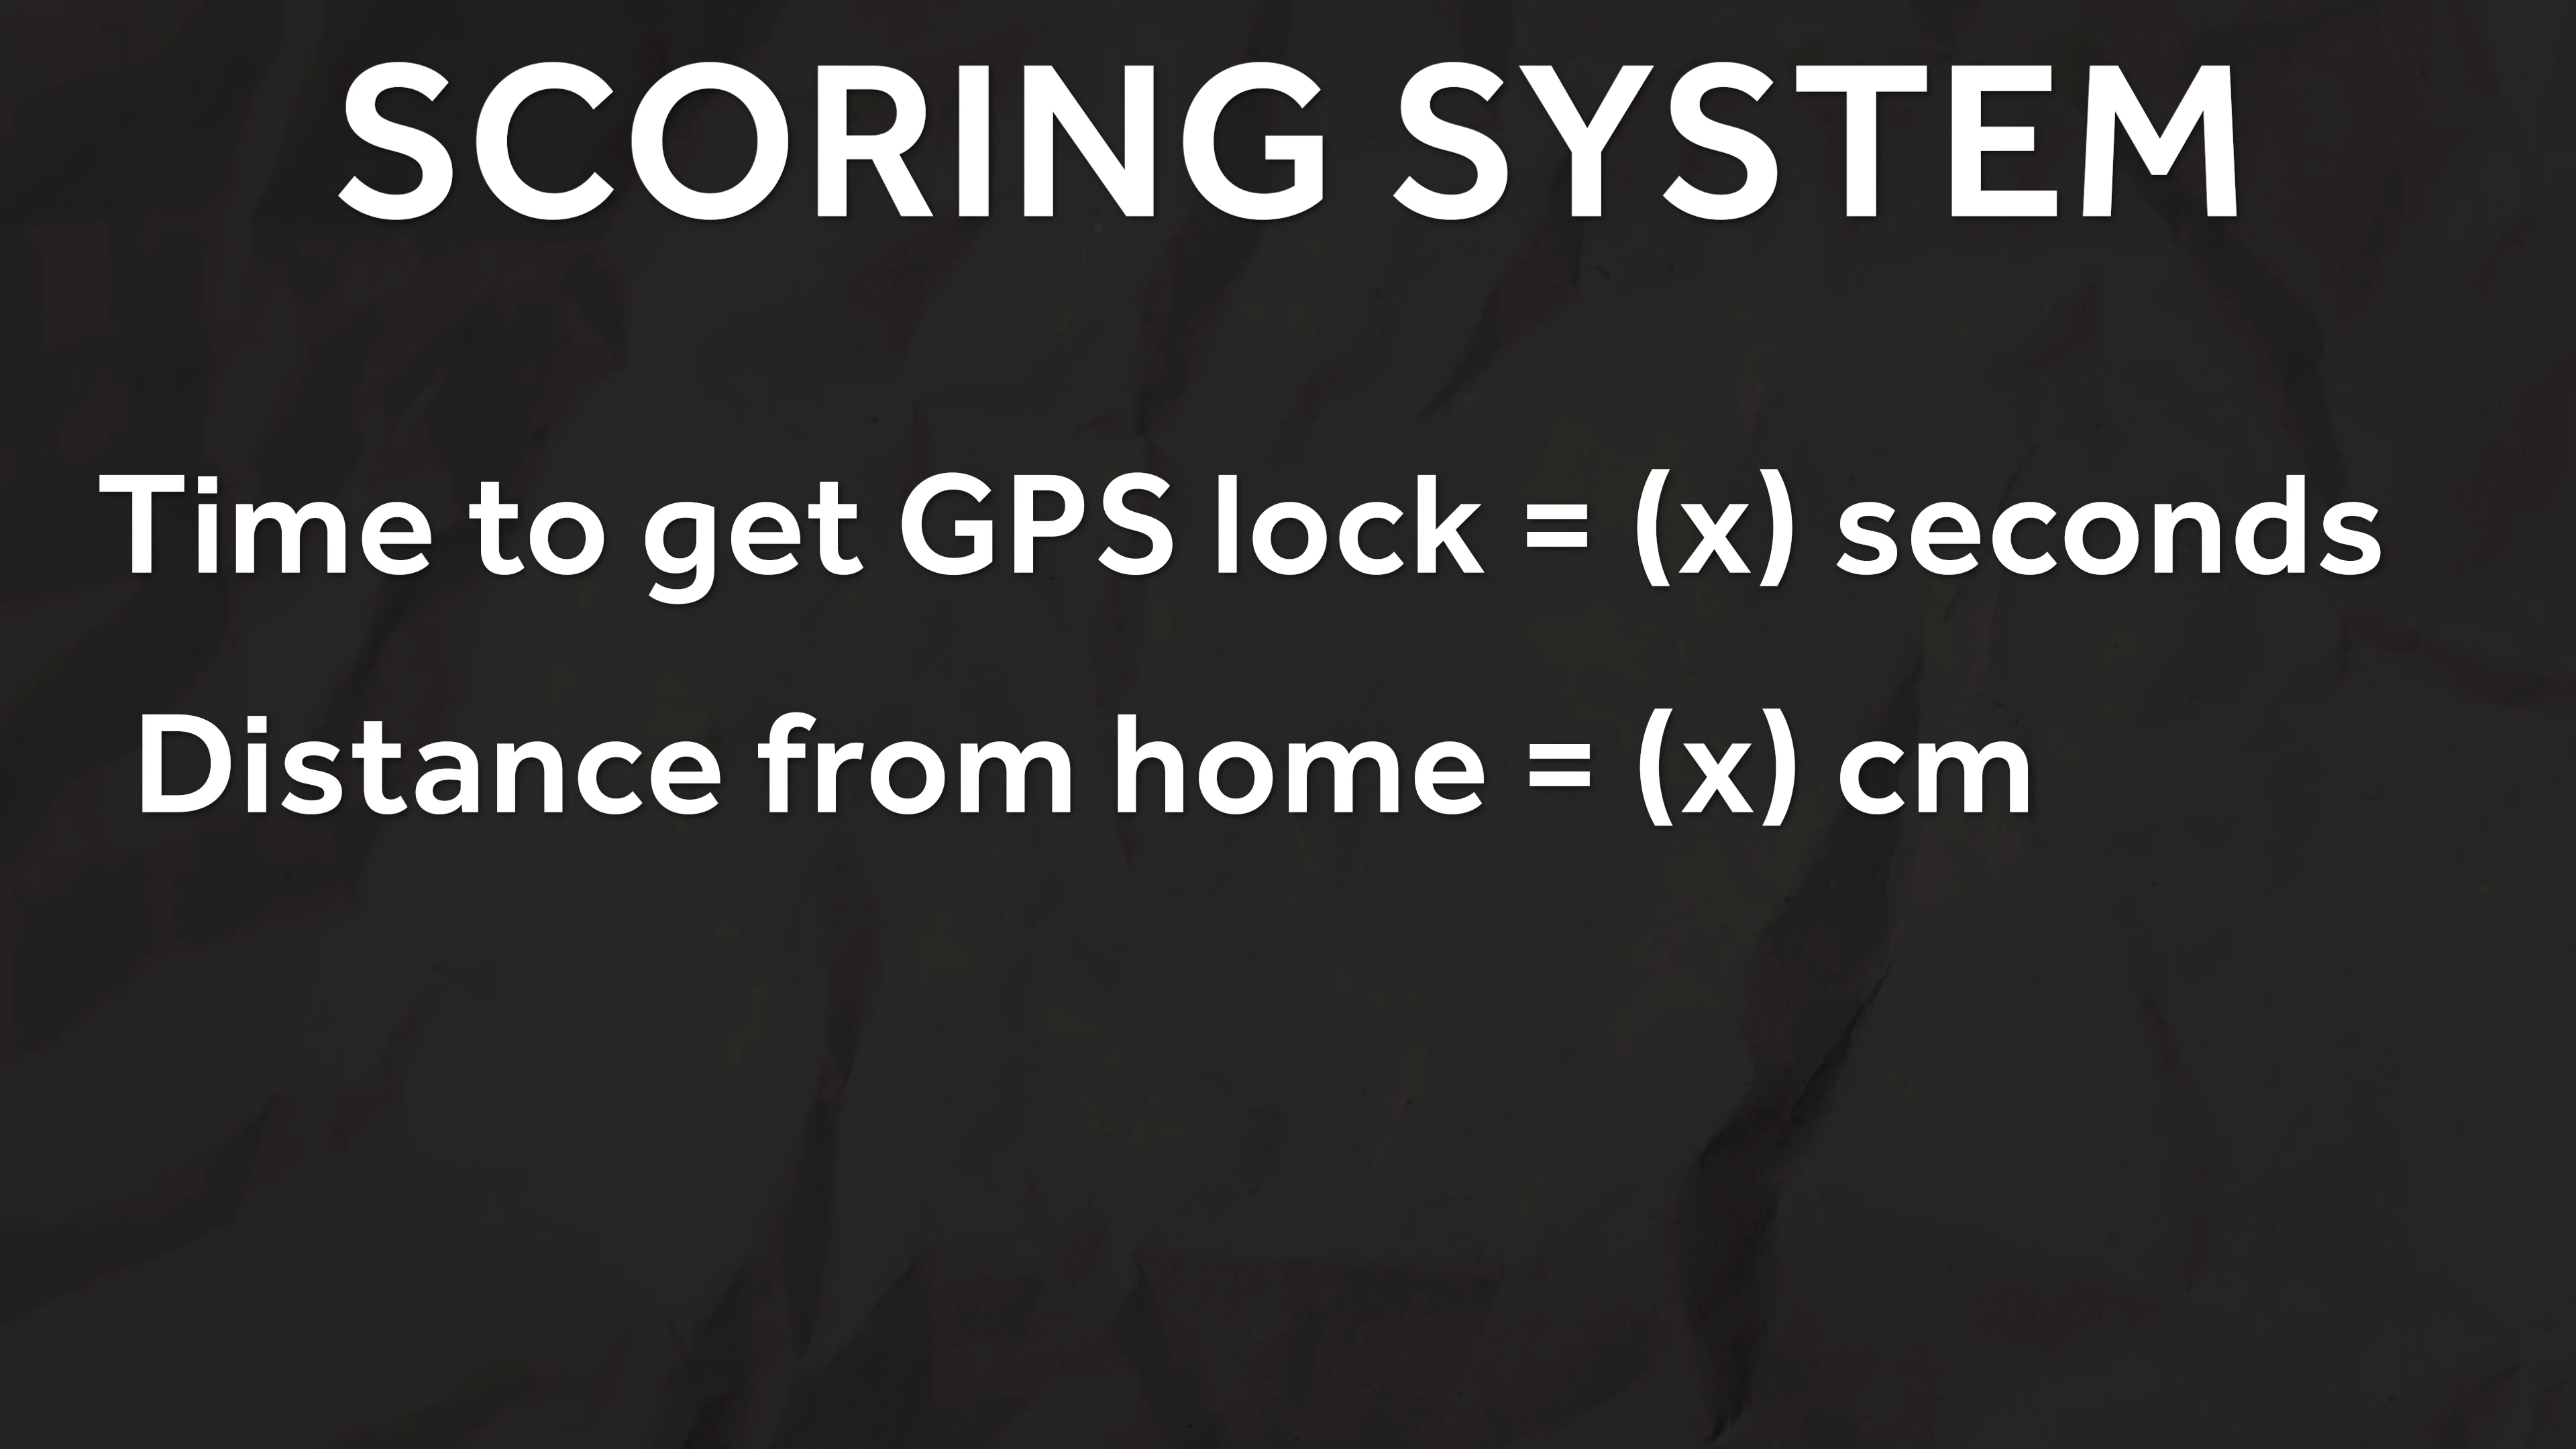 SCORING SYSTEM
Time to get GPS lock = (x) seconds
Distance from home = (x) cm